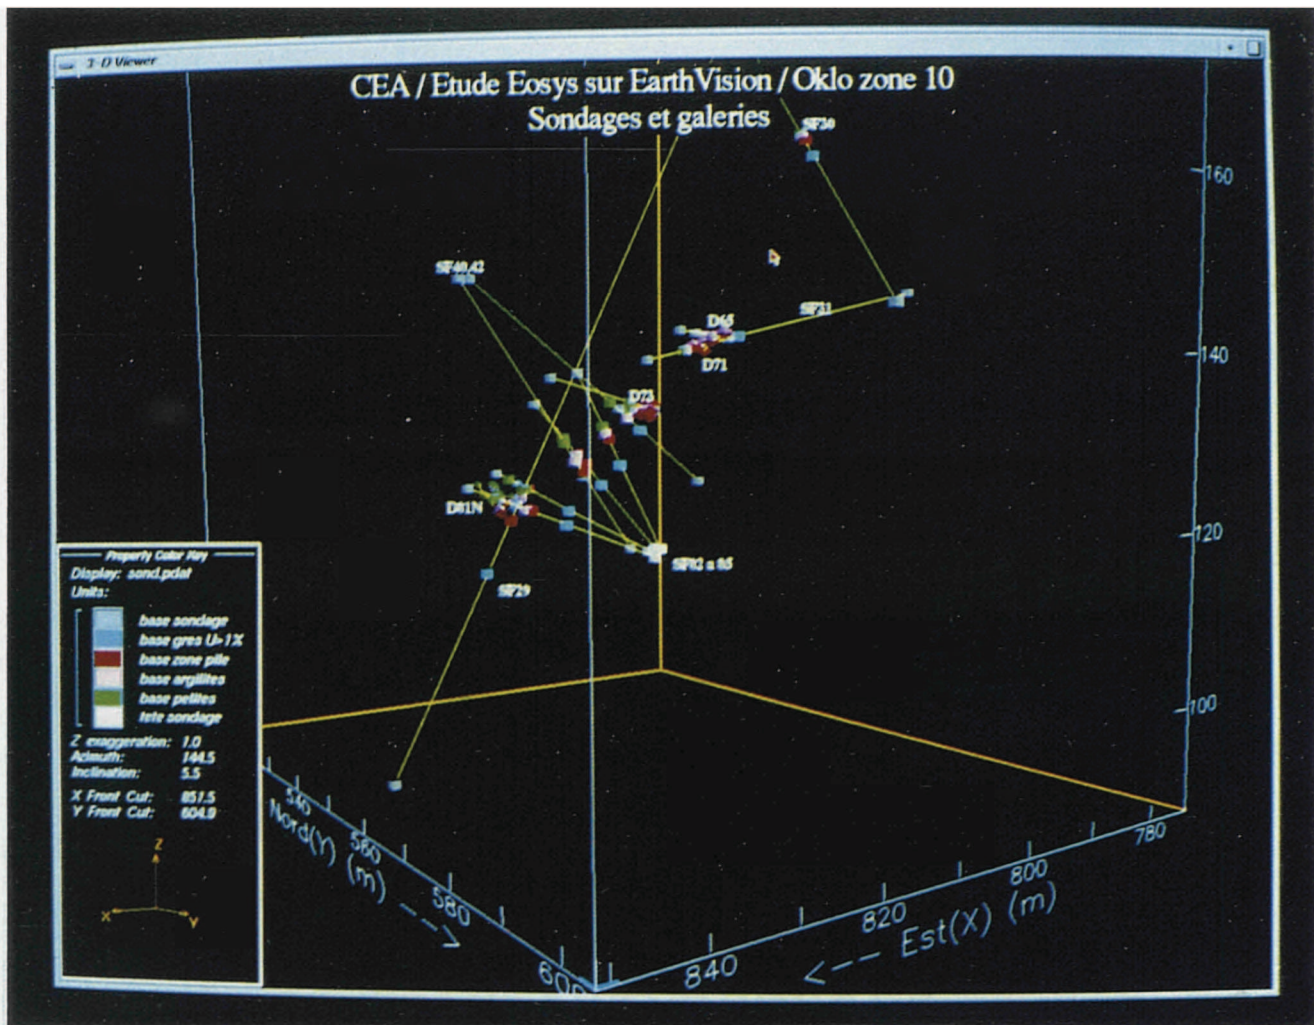 3-D Viewer
CEA / Etude Eosys sur EarthVision / Oklo zone 10
Sondages et galeries
SF30
160
SF40,42
SF31
D65
140
D71
D73
D81N
120
SF82 a 85
SF29
Property Color Key
Display: sond.pdat
Units:
base sondage
base gres U>1%
base zone pile
base argilites
base pelites
tete sondage
100
Z exaggeration: 1.0
Azimuth: 144.5
Inclination: 5.5
X Front Cut: 851.5
Y Front Cut: 604.9
Z
X
Y
540
560
580
600
Nord(Y) (m) -->
780
800
820
840
<-- Est(X) (m)